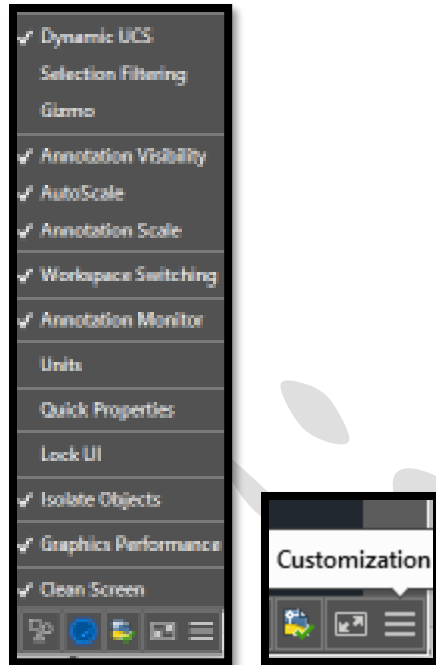 Dynamic UCS
Selection Filtering
Gizmo
Annotation Visibility
AutoScale
Annotation Scale
Workspace Switching
Annotation Monitor
Units
Quick Properties
Lock UI
Isolate Objects
Graphics Performance
Clean Screen
Customization